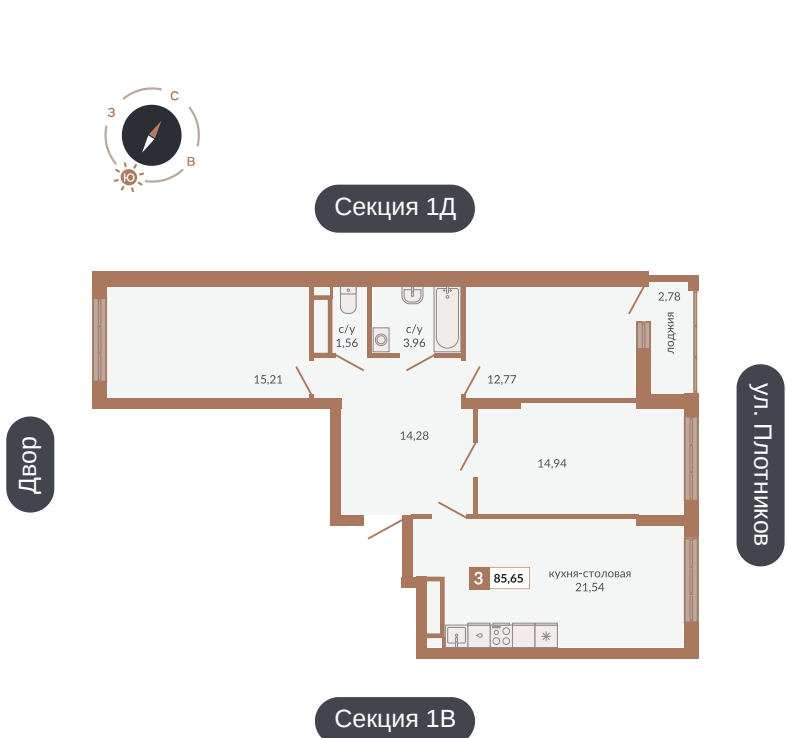 С
З
В
Ю
Секция 1Д
2,78
лоджия
с/у
1,56
с/у
3,96
15,21
12,77
ул. Плотников
Двор
14,28
14,94
3
85,65
кухня-столовая
21,54
Секция 1В